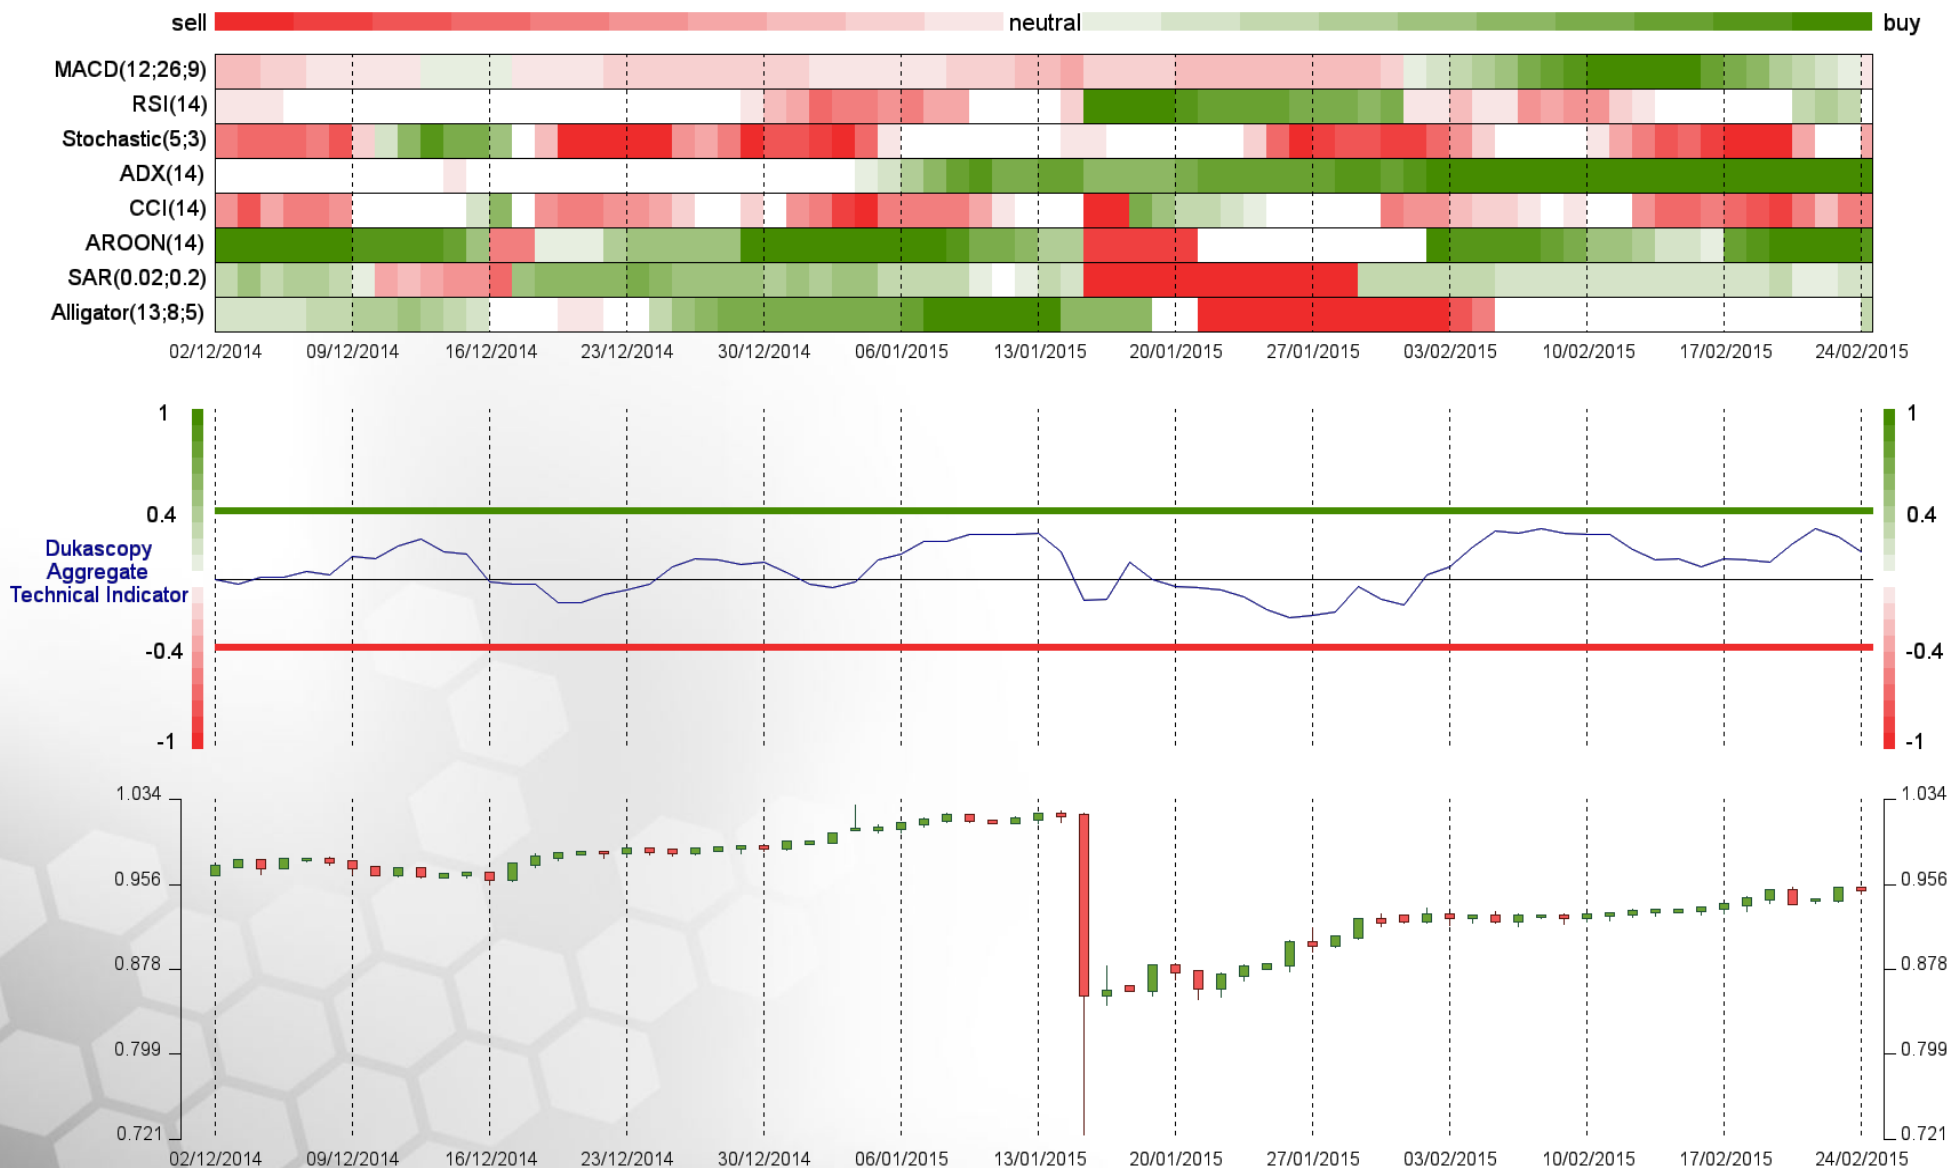 sell neutral buy
MACD(12;26;9)
RSI(14)
Stochastic(5;3)
ADX(14)
CCI(14)
AROON(14)
SAR(0.02;0.2)
Alligator(13;8;5)
02/12/2014 09/12/2014 16/12/2014 23/12/2014 30/12/2014 06/01/2015 13/01/2015 20/01/2015 27/01/2015 03/02/2015 10/02/2015 17/02/2015 24/02/2015
1 1
0.4 0.4
Dukascopy
Aggregate
Technical Indicator
-0.4 -0.4
-1 -1
1.034 1.034
0.956 0.956
0.878 0.878
0.799 0.799
0.721 0.721
02/12/2014 09/12/2014 16/12/2014 23/12/2014 30/12/2014 06/01/2015 13/01/2015 20/01/2015 27/01/2015 03/02/2015 10/02/2015 17/02/2015 24/02/2015